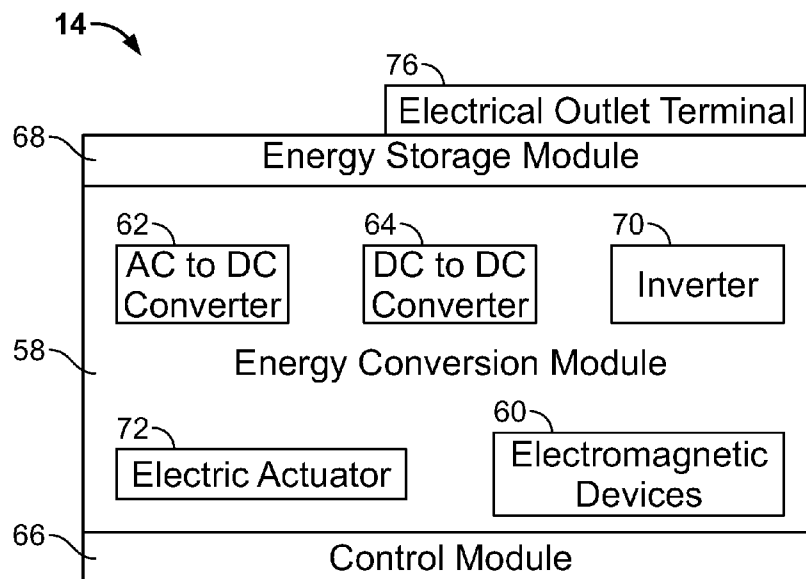 14
76
Electrical Outlet Terminal
68
Energy Storage Module
62
AC to DC
Converter
64
DC to DC
Converter
70
Inverter
58
Energy Conversion Module
72
Electric Actuator
60
Electromagnetic
Devices
66
Control Module